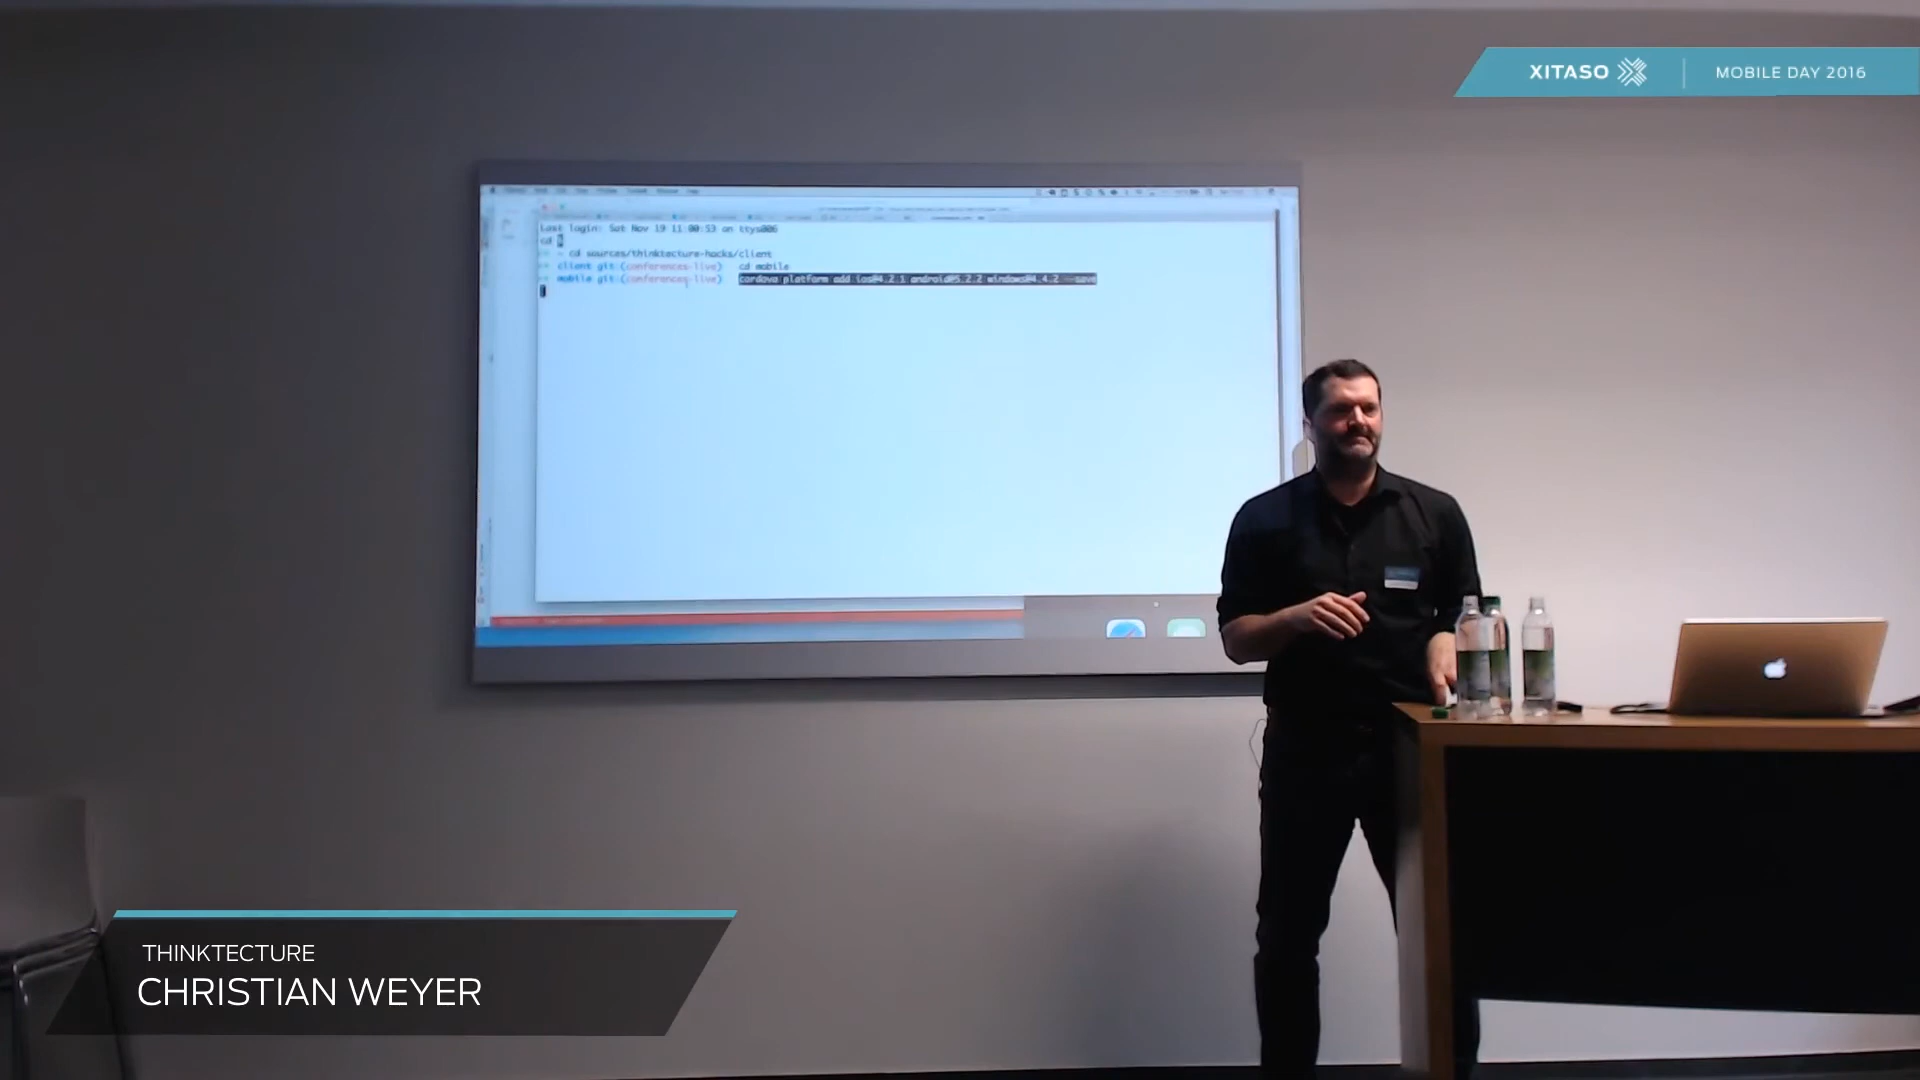 XITASO MOBILE DAY 2016
Last login: Sat Nov 19 11:00:53 on ttys006
cd
~ cd sources/thinktecture-hacks/client
client git:(conferences-live) cd mobile
mobile git:(conferences-live) cordova platform add ios@4.2.1 android@5.2.2 windows@4.4.2 --save
THINKTECTURE
CHRISTIAN WEYER